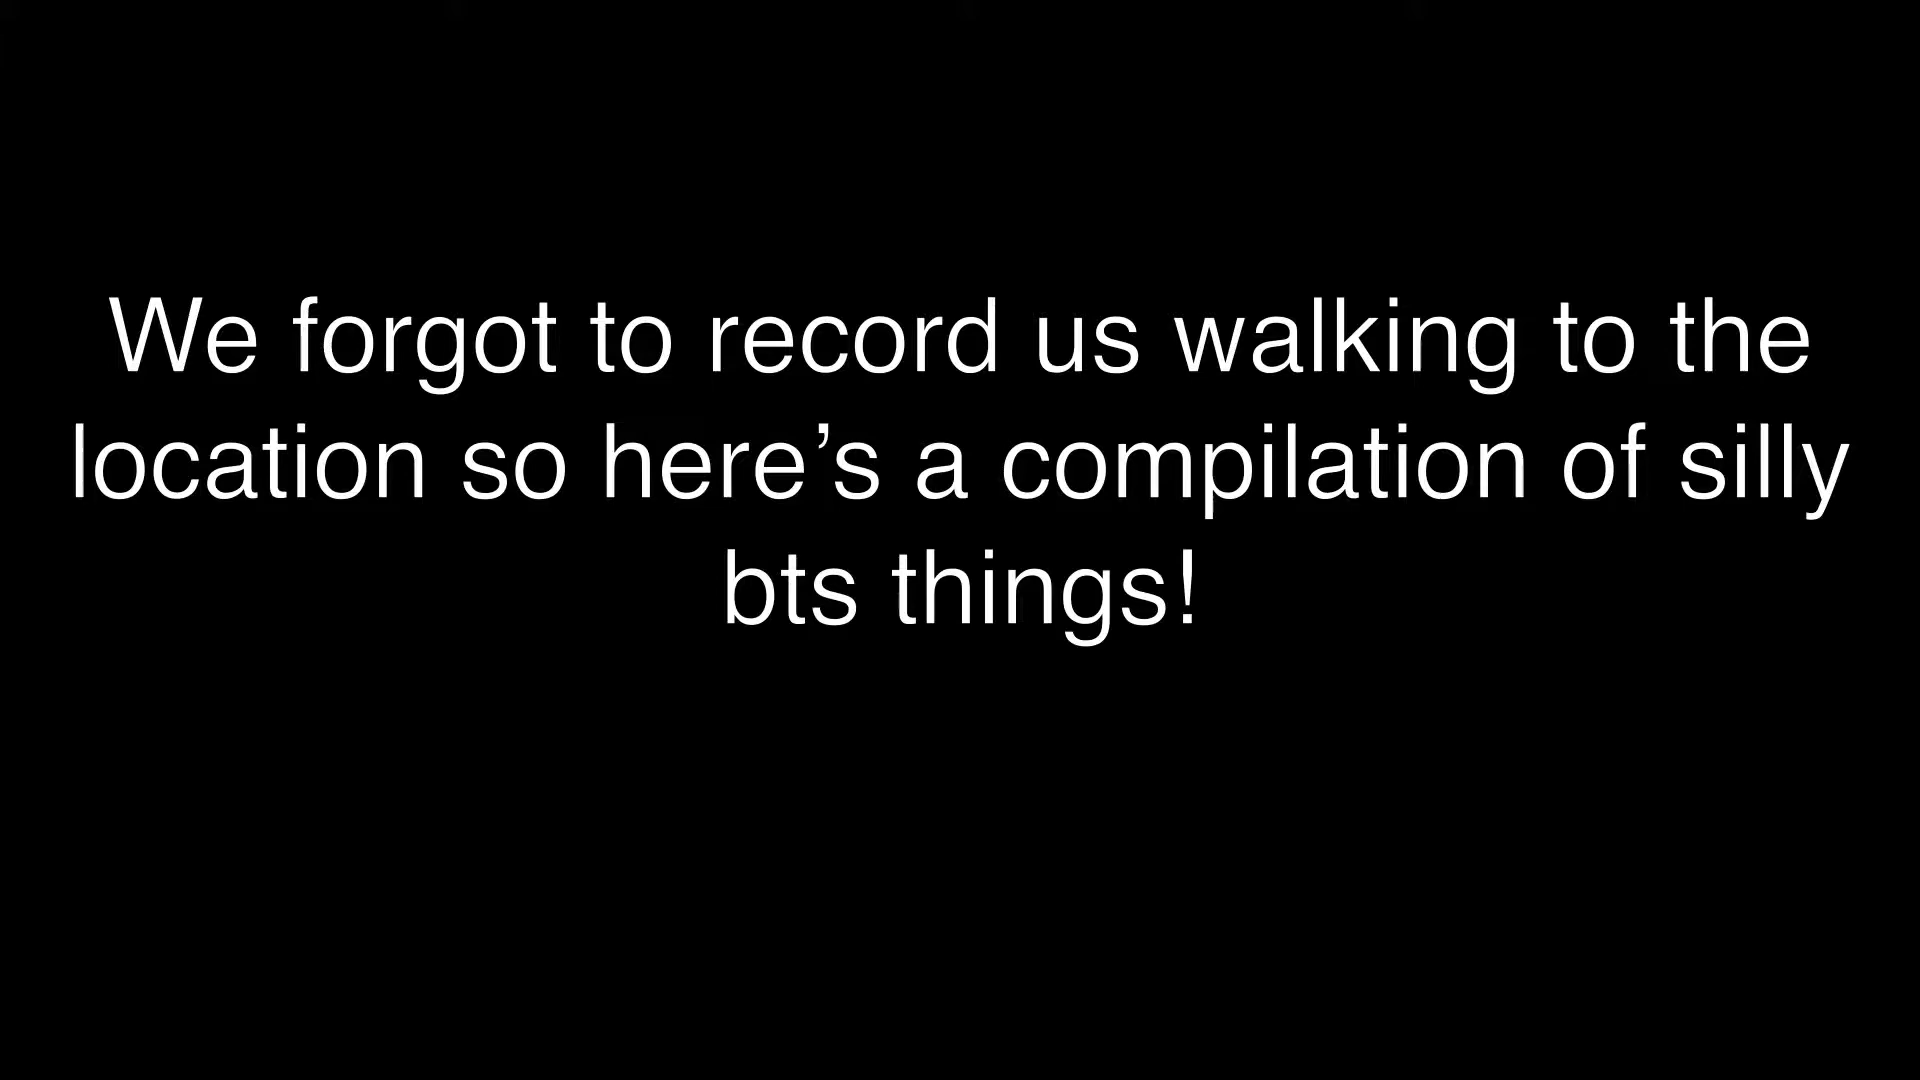 We forgot to record us walking to the
location so here’s a compilation of silly
bts things!